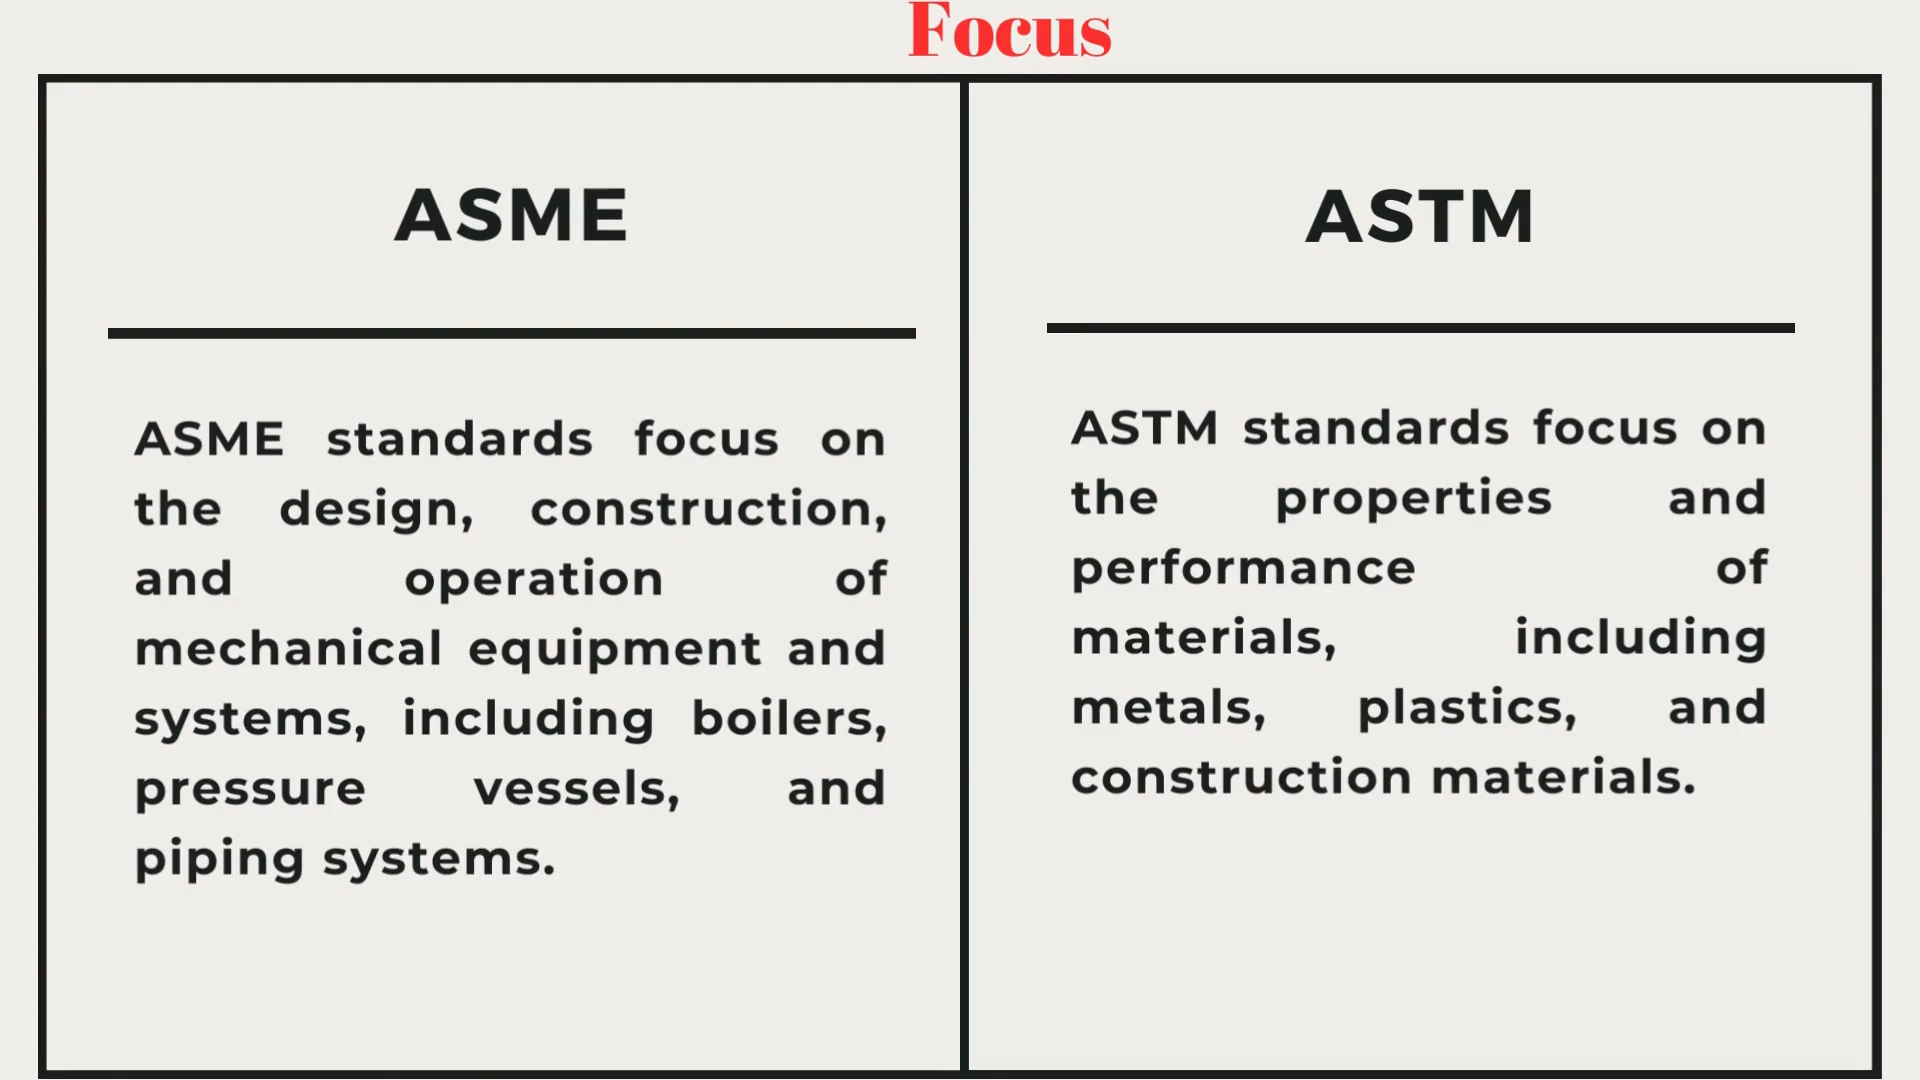 Focus
ASME
ASME standards focus on
the design, construction,
and operation of
mechanical equipment and
systems, including boilers,
pressure vessels, and
piping systems.
ASTM
ASTM standards focus on
the properties and
performance of
materials, including
metals, plastics, and
construction materials.